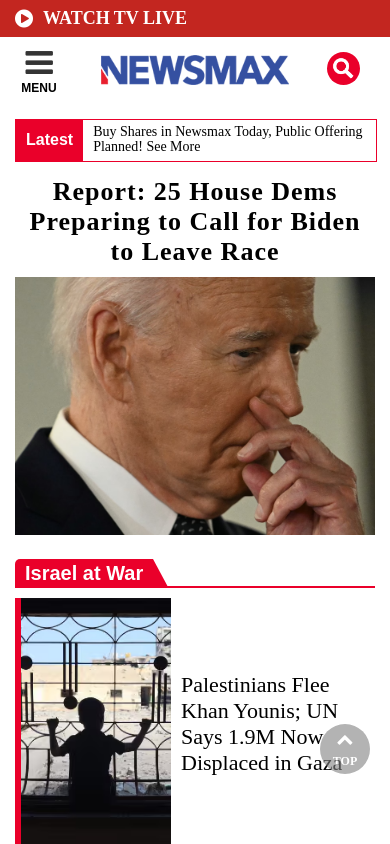 WATCH TV LIVE
MENU
NEWSMAX
Latest
Buy Shares in Newsmax Today, Public Offering
Planned! See More
Report: 25 House Dems
Preparing to Call for Biden
to Leave Race
Israel at War
Palestinians Flee
Khan Younis; UN
Says 1.9M Now
Displaced in Gaza
TOP